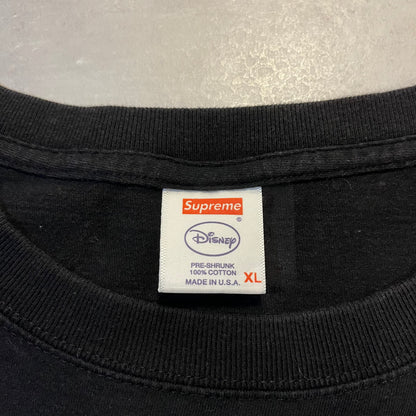 Supreme
Disney
®
PRE-SHRUNK
100% COTTON
MADE IN U.S.A.
XL